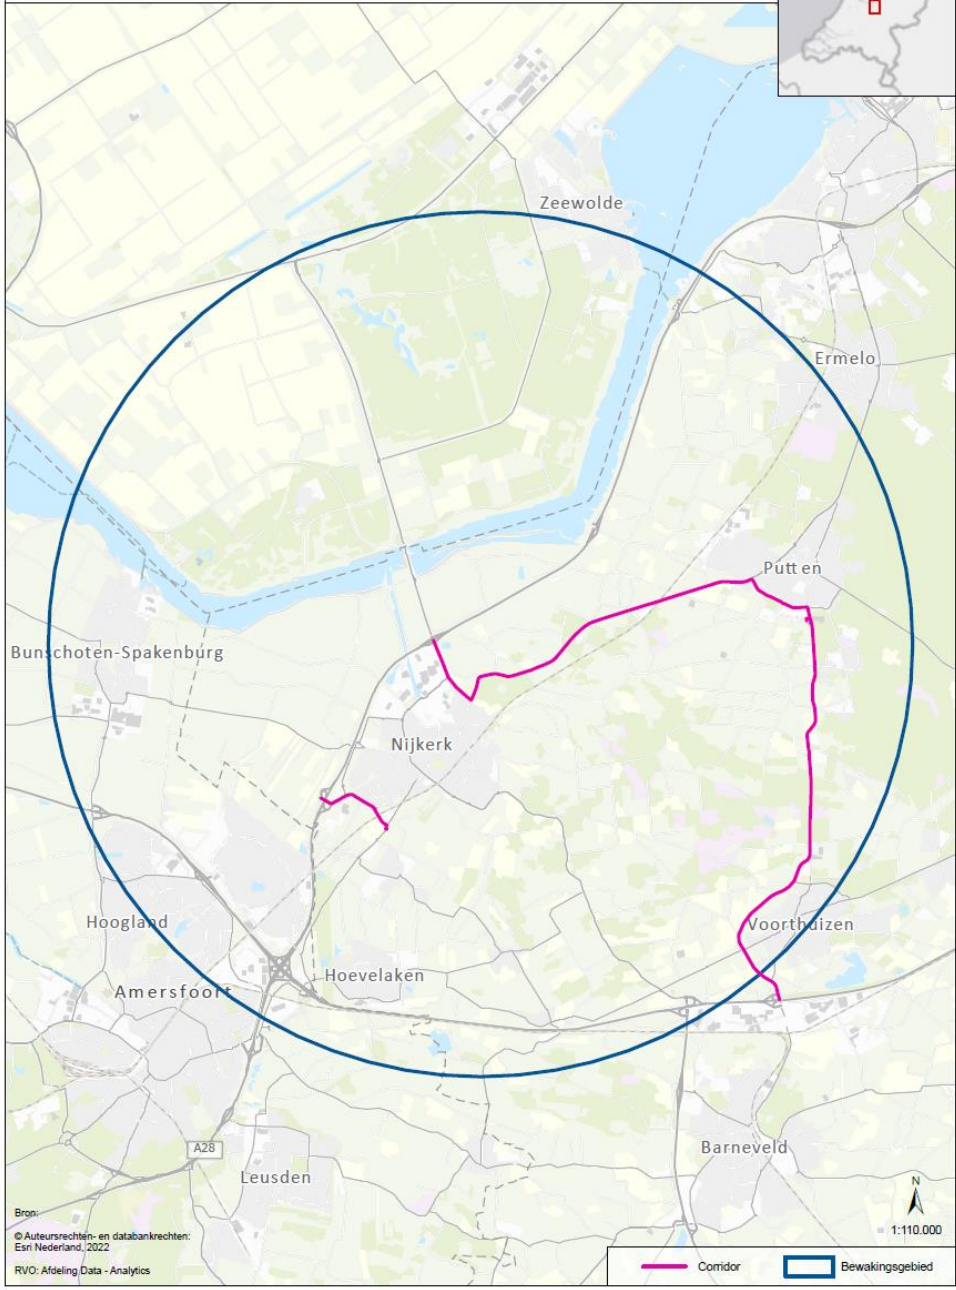 Zeewolde
Ermelo
Putten
Bunschoten-Spakenburg
Nijkerk
Hoogland
Voorthuizen
Hoevelaken
Amersfoort
A28
Barneveld
Leusden
N
1:110.000
Bron:
© Auteursrechten- en databankrechten:
Esri Nederland, 2022
RVO: Afdeling Data - Analytics
Corridor
Bewakingsgebied